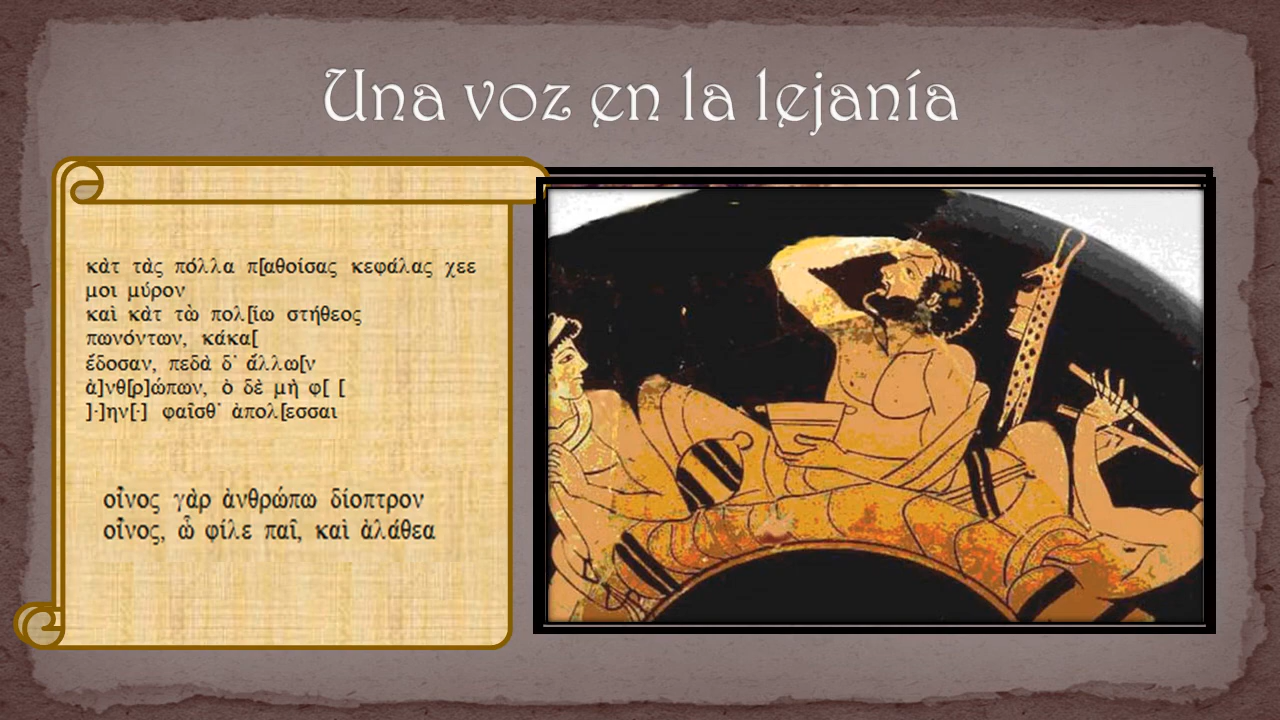 Una voz en la lejanía
κὰτ τὰς πόλλα π[αθοίσας κεφάλας χεε
μοι μύρον
καὶ κὰτ τὼ πολ[ίω στήθεος
πωνόντων, κάκα[
ἔδοσαν, πεδὰ δ' ἄλλω[ν
ἀ]νθ[ρ]ώπων, ὀ δὲ μὴ φ[ [
]·]ην[·] φαῖσθ' ἀπολ[εσσαι
οἶνος γὰρ ἀνθρώπω δίοπτρον
οἶνος, ὦ φίλε παῖ, καὶ ἀλάθεα